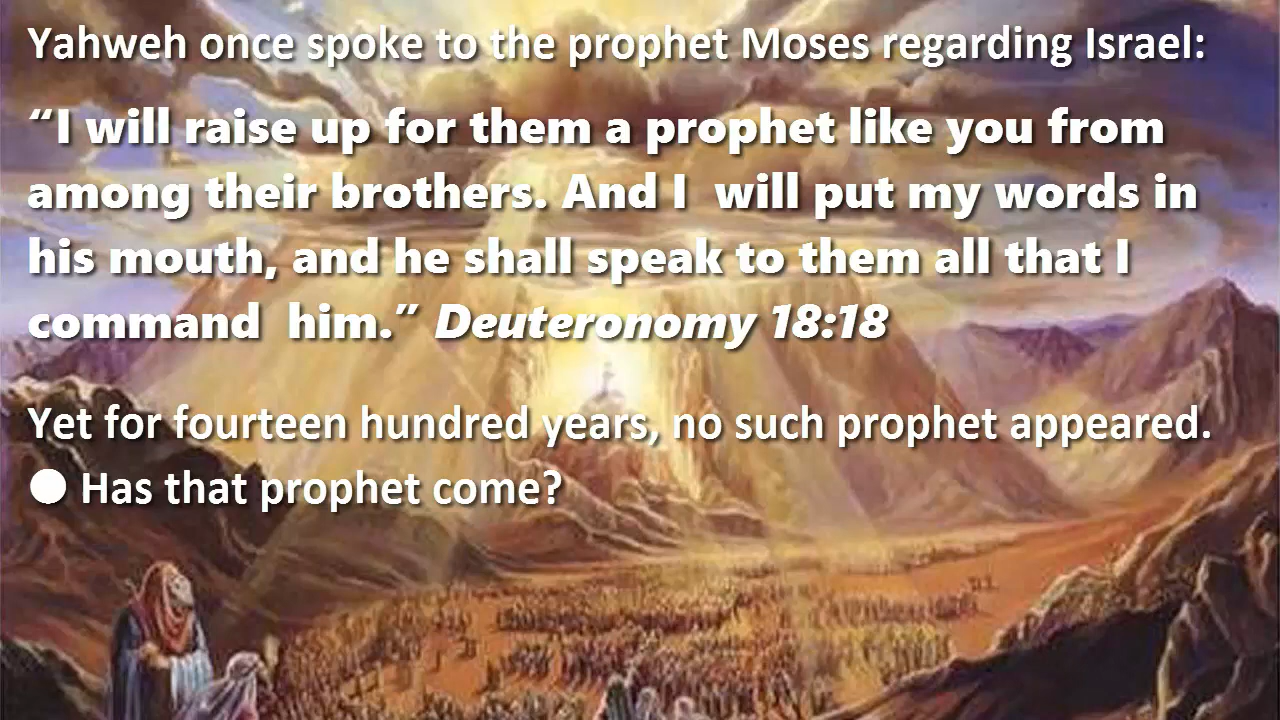 Yahweh once spoke to the prophet Moses regarding Israel:
“I will raise up for them a prophet like you from
among their brothers. And I  will put my words in
his mouth, and he shall speak to them all that I
command  him.” Deuteronomy 18:18
Yet for fourteen hundred years, no such prophet appeared.
● Has that prophet come?